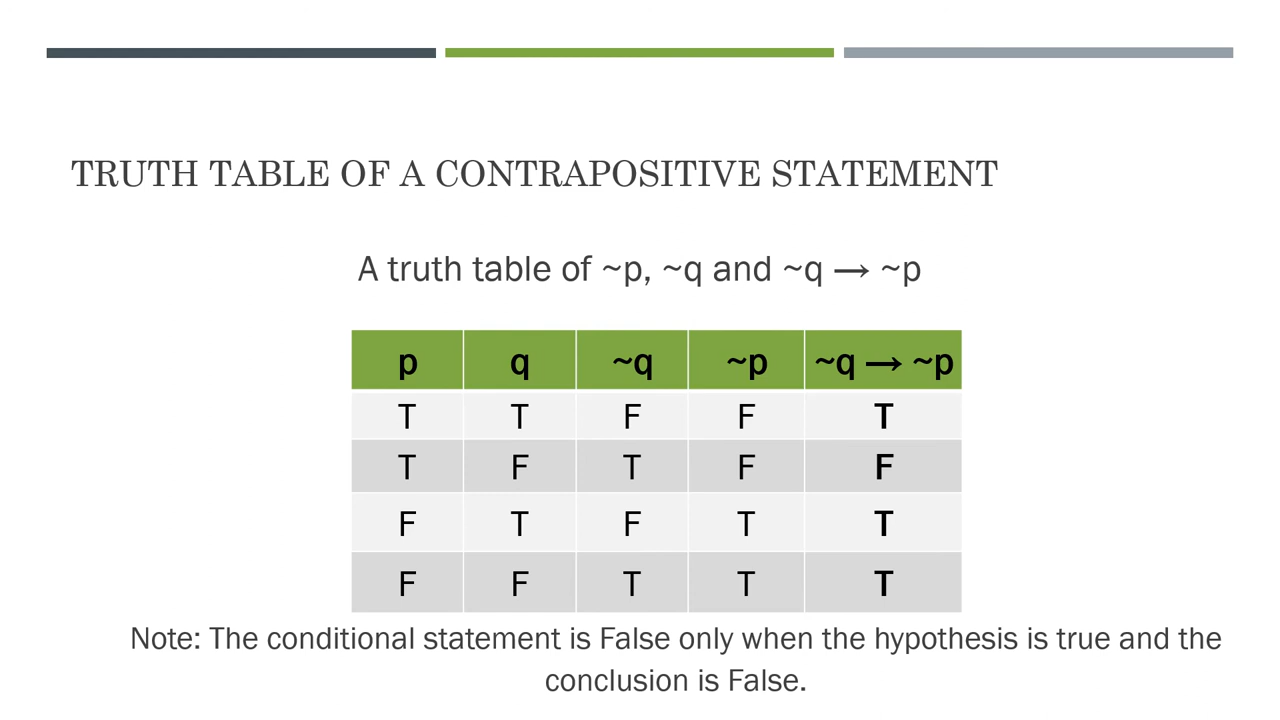 TRUTH TABLE OF A CONTRAPOSITIVE STATEMENT
A truth table of ~p, ~q and ~q → ~p
p q ~q ~p ~q → ~p
T T F F T
T F T F F
F T F T T
F F T T T
Note: The conditional statement is False only when the hypothesis is true and the
conclusion is False.